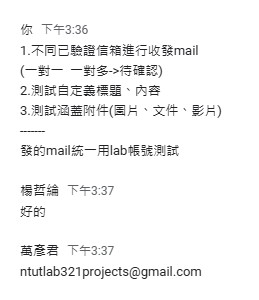 你 下午3:36
1.不同已驗證信箱進行收發mail
(一對一 一對多->待確認)
2.測試自定義標題、內容
3.測試涵蓋附件(圖片、文件、影片)
-------
發的mail統一用lab帳號測試
楊哲綸 下午3:37
好的
萬彥君 下午3:37
ntutlab321projects@gmail.com